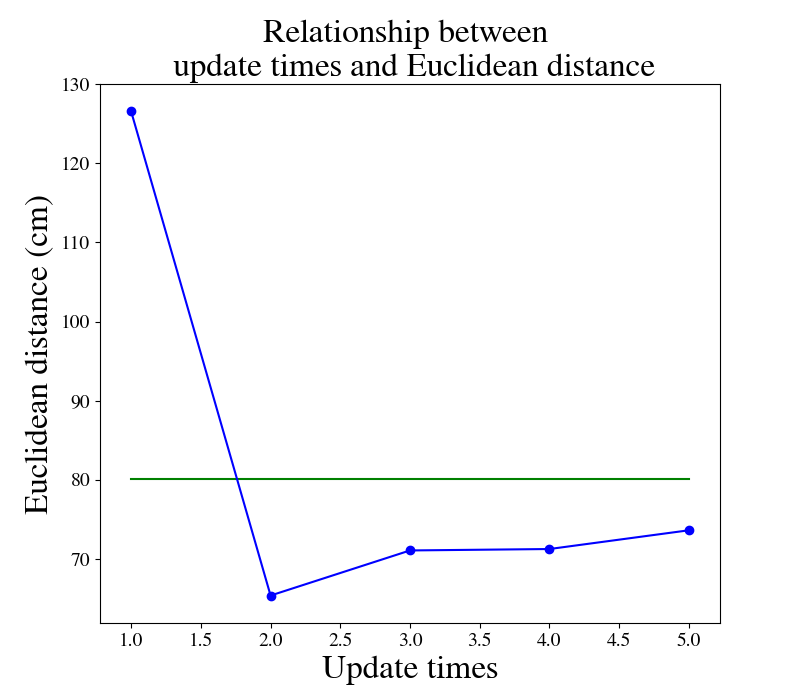 Relationship between
update times and Euclidean distance
Euclidean distance (cm)
130
120
110
100
90
80
70
1.0 1.5 2.0 2.5 3.0 3.5 4.0 4.5 5.0
Update times